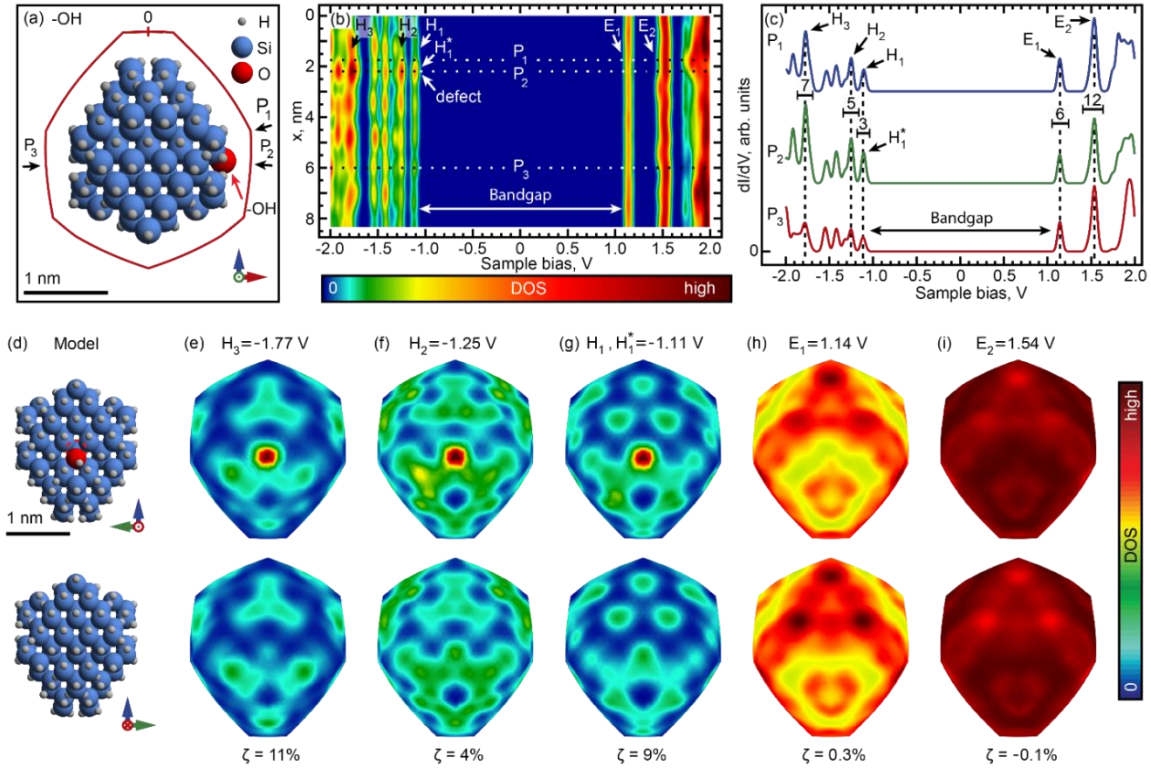 (a) -OH 0
H
Si
O
P1
P2
P3
-OH
1 nm
(b) H3 H2 H1 E1 E2
H1*
P1
P2
defect
P3
Bandgap
x, nm
0
2
4
6
8
-2.0 -1.5 -1.0 -0.5 0 0.5 1.0 1.5 2.0
Sample bias, V
0 DOS high
(c) H3 E2
P1 H2 E1
H1
7 5 3 6 12
P2 H1*
P3 Bandgap
0
dI/dV, arb. units
-2.0 -1.5 -1.0 -0.5 0 0.5 1.0 1.5 2.0
Sample bias, V
(d) Model (e) H3=-1.77 V (f) H2=-1.25 V (g) H1 , H1*=-1.11 V (h) E1=1.14 V (i) E2=1.54 V
1 nm
high
DOS
0
ζ = 11% ζ = 4% ζ = 9% ζ = 0.3% ζ = -0.1%